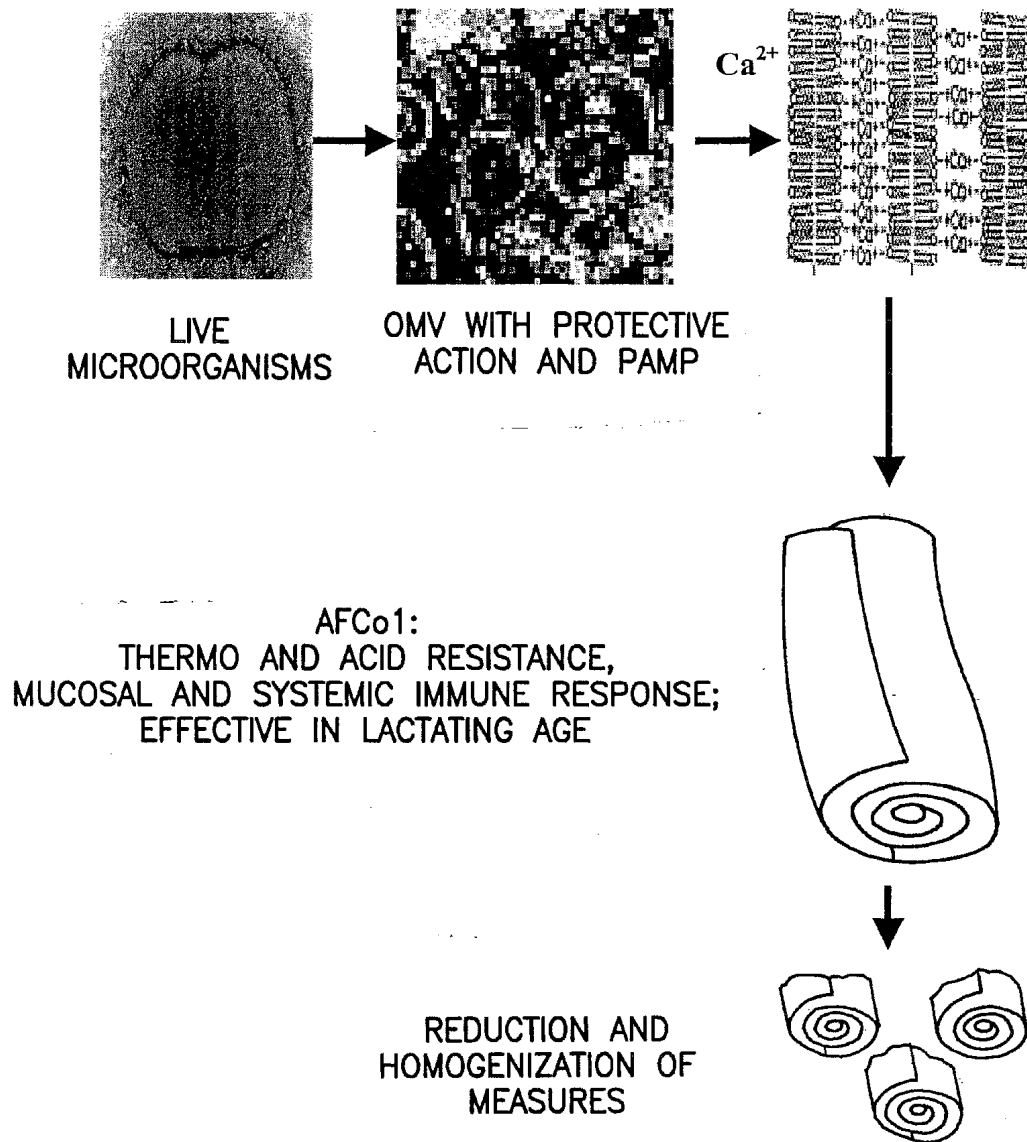 Ca²⁺
LIVE
MICROORGANISMS
OMV WITH PROTECTIVE
ACTION AND PAMP
AFCo1:
THERMO AND ACID RESISTANCE,
MUCOSAL AND SYSTEMIC IMMUNE RESPONSE;
EFFECTIVE IN LACTATING AGE
REDUCTION AND
HOMOGENIZATION OF
MEASURES